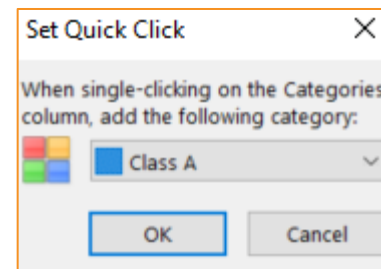 Set Quick Click
When single-clicking on the Categories
column, add the following category:
Class A
OK Cancel